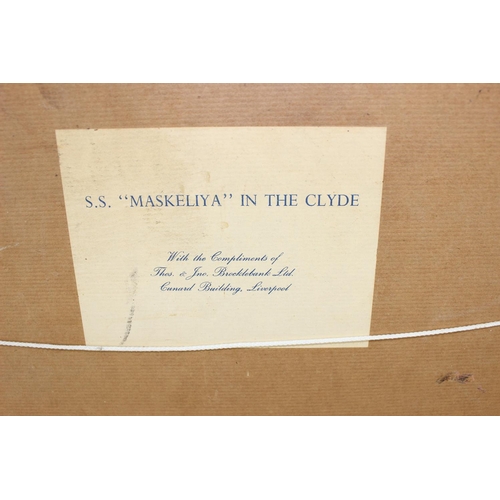 S.S. "MASKELIYA" IN THE CLYDE
With the Compliments of
Thos. & Jno. Brocklebank Ltd.
Cunard Building, Liverpool